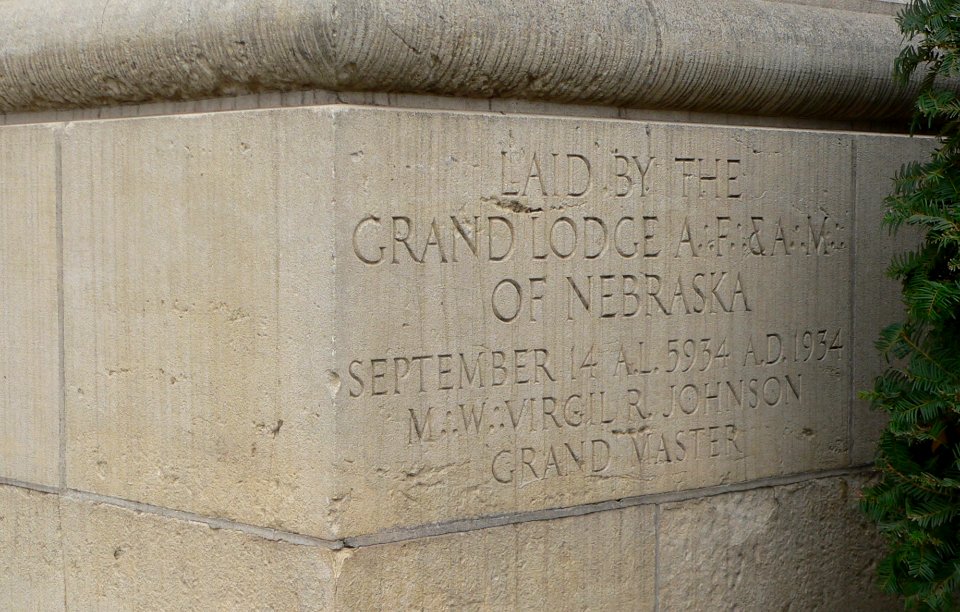 LAID BY THE
GRAND LODGE A∴F∴&A∴M∴
OF NEBRASKA
SEPTEMBER 14 A.L. 5934 A.D. 1934
M∴W∴VIRGIL R. JOHNSON
GRAND MASTER